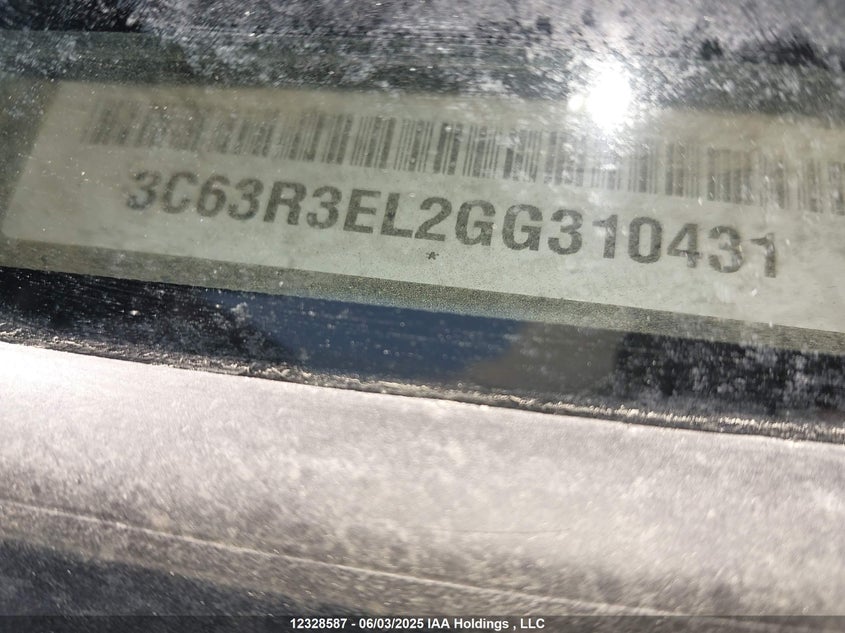 3C63R3EL2GG310431
*
12328587 - 06/03/2025 IAA Holdings , LLC